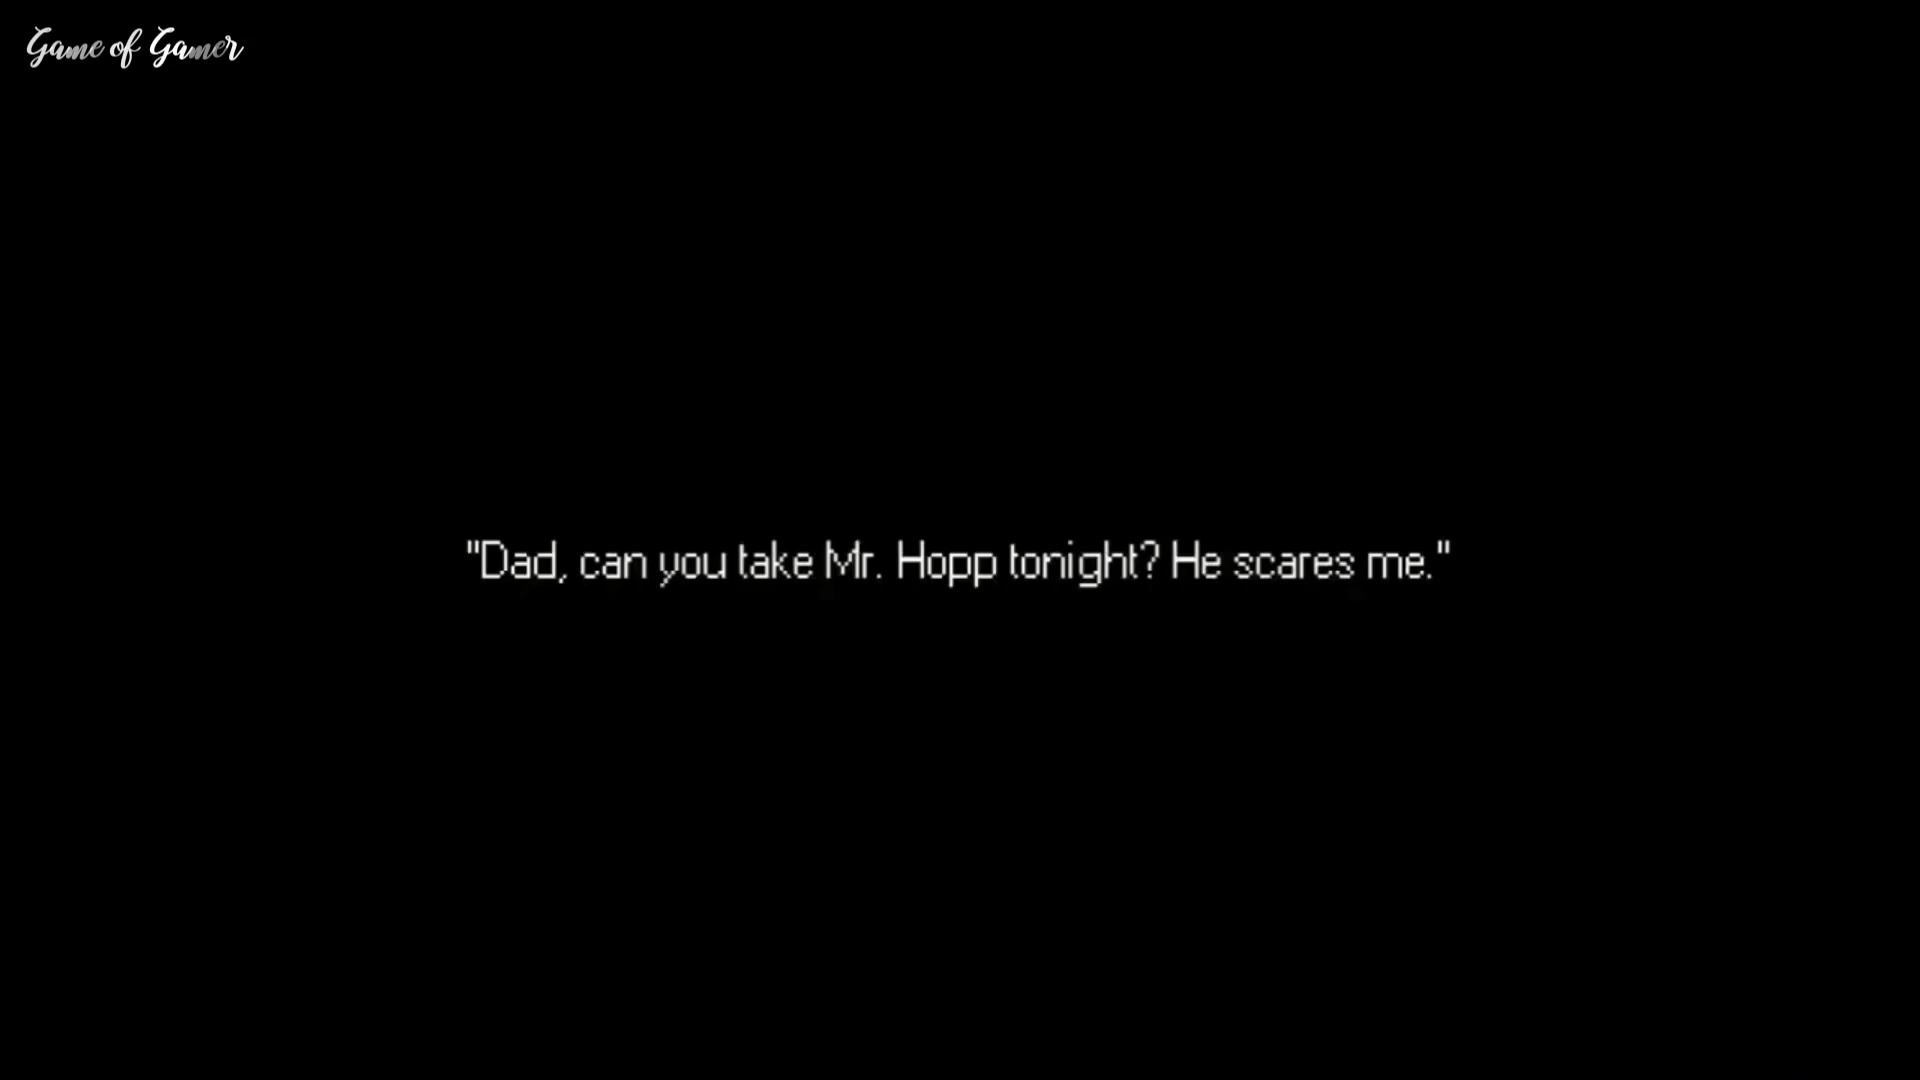 Game of Gamer
"Dad, can you take Mr. Hopp tonight? He scares me."